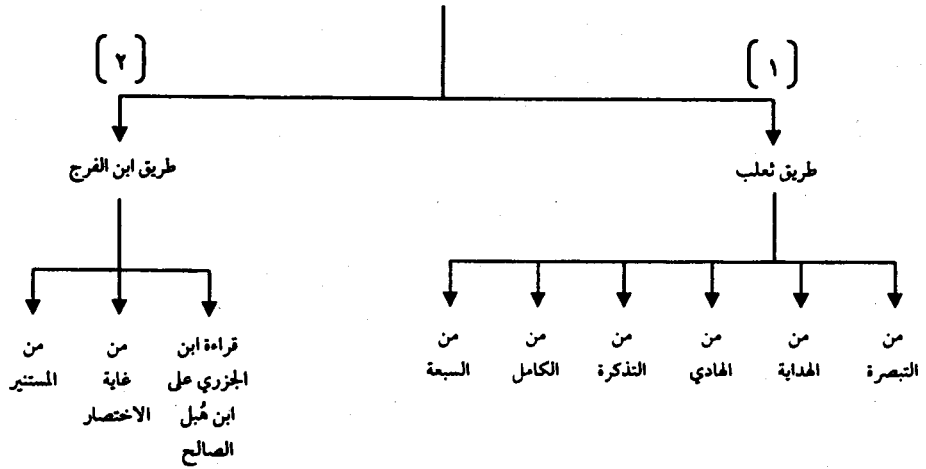 [١]
[٢]
طريق ثعلب
طريق ابن الفرج
من
التبصرة
من
الهداية
من
الهادي
من
التذكرة
من
الكامل
من
السبعة
قراءة ابن
الجزري على
ابن هُبل
الصالح
من
غاية
الاختصار
من
المستنير